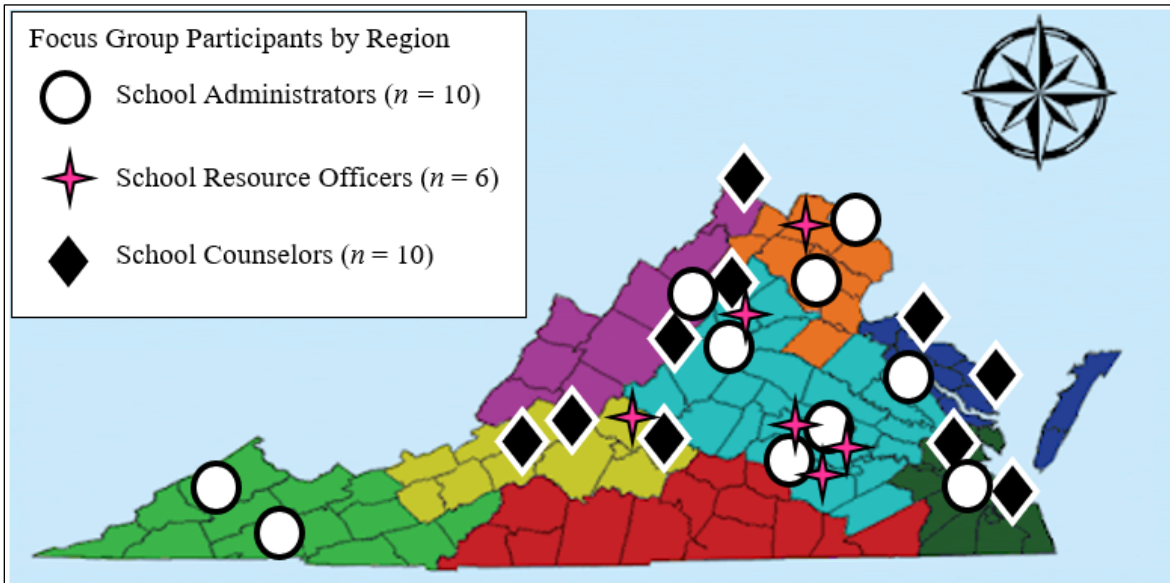 Focus Group Participants by Region
School Administrators (n = 10)
School Resource Officers (n = 6)
School Counselors (n = 10)